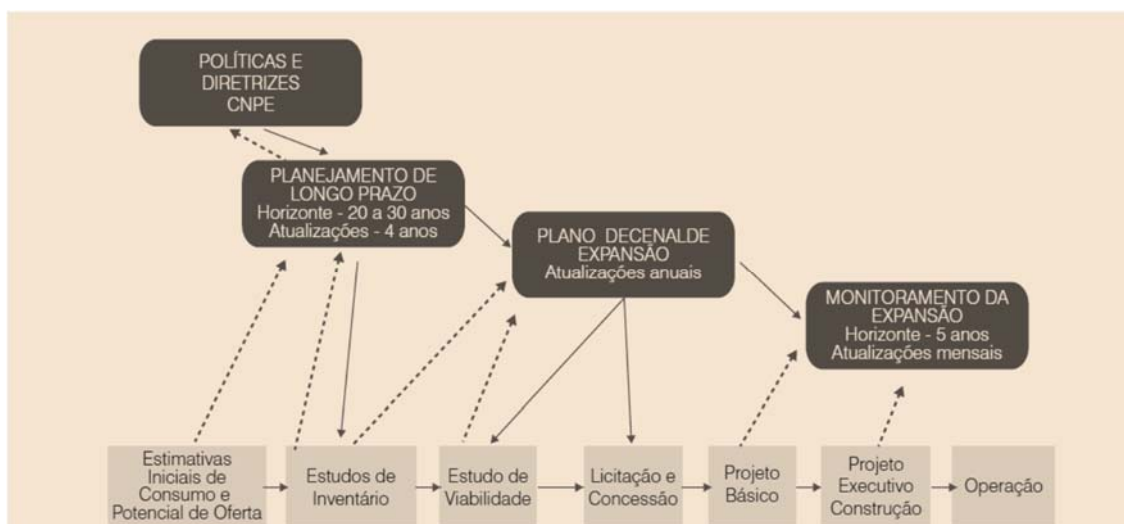 POLÍTICAS E
DIRETRIZES
CNPE
PLANEJAMENTO DE
LONGO PRAZO
Horizonte - 20 a 30 anos
Atualizações - 4 anos
PLANO DECENALDE
EXPANSÃO
Atualizações anuais
MONITORAMENTO DA
EXPANSÃO
Horizonte - 5 anos
Atualizações mensais
Estimativas
Iniciais de
Consumo e
Potencial de Oferta
Estudos de
Inventário
Estudo de
Viabilidade
Licitação e
Concessão
Projeto
Básico
Projeto
Executivo
Construção
Operação